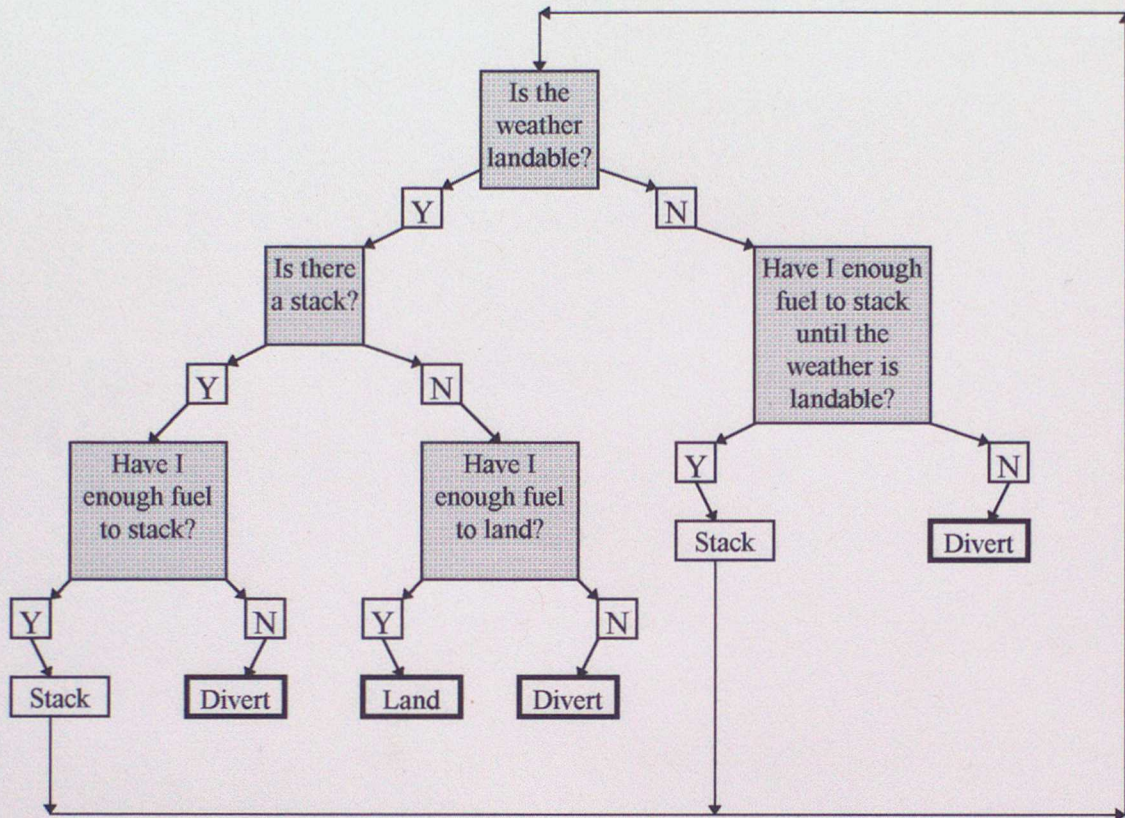 Is the
weather
landable?
Y
N
Is there
a stack?
Have I enough
fuel to stack
until the
weather is
landable?
Y
N
Y
N
Have I
enough fuel
to stack?
Have I
enough fuel
to land?
Stack
Divert
Y
N
Y
N
Stack
Divert
Land
Divert